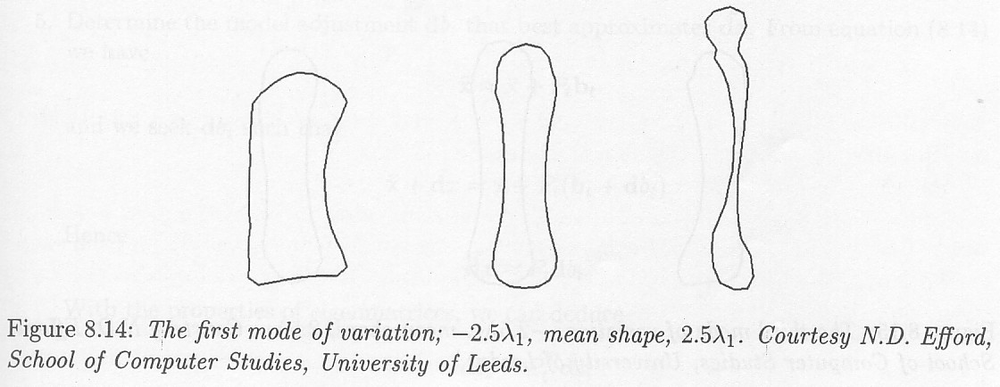 Figure 8.14: The first mode of variation; −2.5λ₁, mean shape, 2.5λ₁. Courtesy N.D. Efford,
School of Computer Studies, University of Leeds.